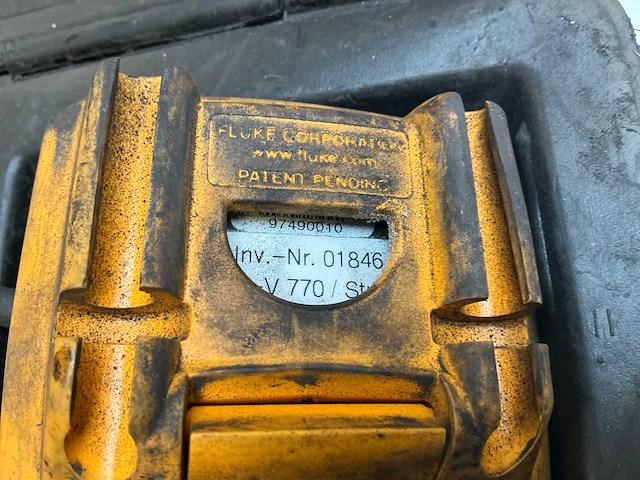 FLUKE CORPORATION
www.fluke.com
PATENT PENDING
97490010
Inv.-Nr. 01846
V 770 / St